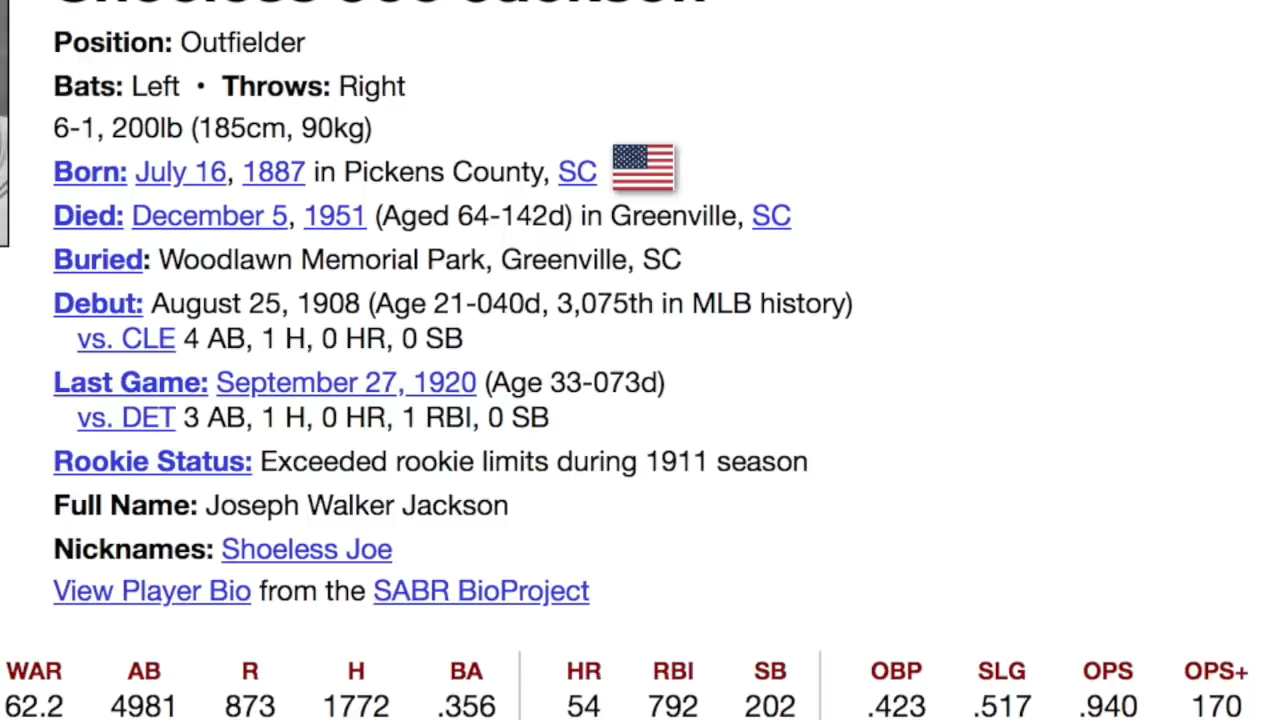 Shoeless Joe Jackson
Position: Outfielder
Bats: Left • Throws: Right
6-1, 200lb (185cm, 90kg)
Born: July 16, 1887 in Pickens County, SC
Died: December 5, 1951 (Aged 64-142d) in Greenville, SC
Buried: Woodlawn Memorial Park, Greenville, SC
Debut: August 25, 1908 (Age 21-040d, 3,075th in MLB history)
vs. CLE 4 AB, 1 H, 0 HR, 0 SB
Last Game: September 27, 1920 (Age 33-073d)
vs. DET 3 AB, 1 H, 0 HR, 1 RBI, 0 SB
Rookie Status: Exceeded rookie limits during 1911 season
Full Name: Joseph Walker Jackson
Nicknames: Shoeless Joe
View Player Bio from the SABR BioProject
WAR AB R H BA HR RBI SB OBP SLG OPS OPS+
62.2 4981 873 1772 .356 54 792 202 .423 .517 .940 170